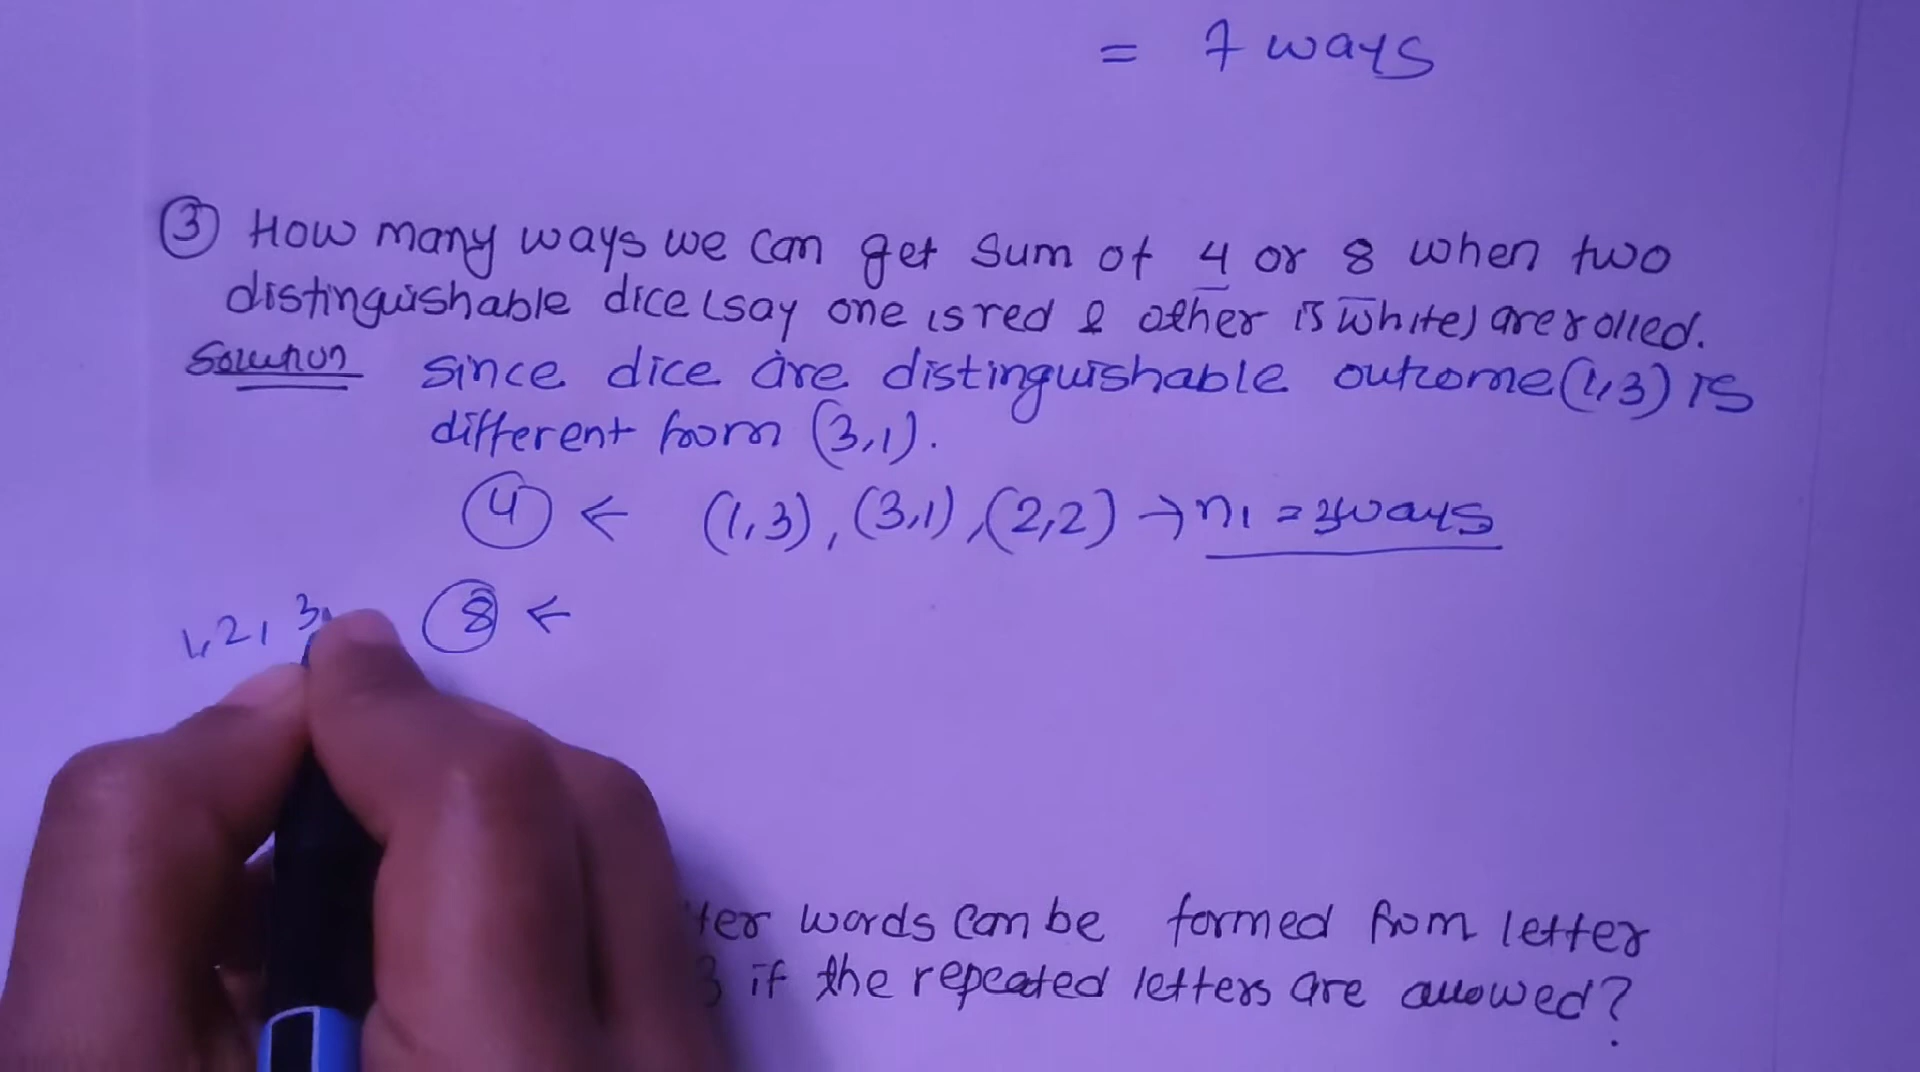 = 7 ways
③ How many ways we can get sum of 4 or 8 when two
distinguishable dice (say one is red & other is white) are rolled.
Solution Since dice are distinguishable outcome (1,3) is
different from (3,1).
④ ← (1,3), (3,1), (2,2) → n1 = 3 ways
1, 2, 3, ⑧ ←
words can be formed from letter
if the repeated letters are allowed?